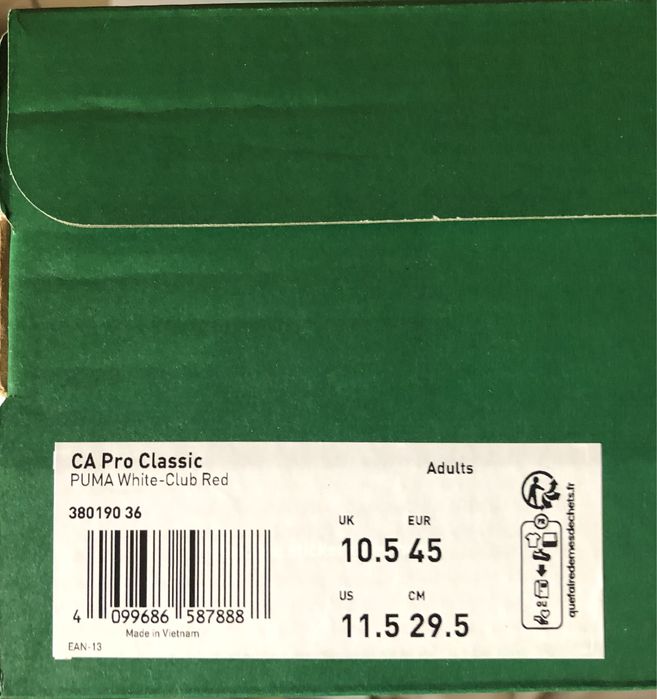 CA Pro Classic
PUMA White-Club Red
Adults
380190 36
UK EUR
10.5 45
US CM
11.5 29.5
4 099686 587888
Made in Vietnam
EAN-13
quefairedemesdechets.fr